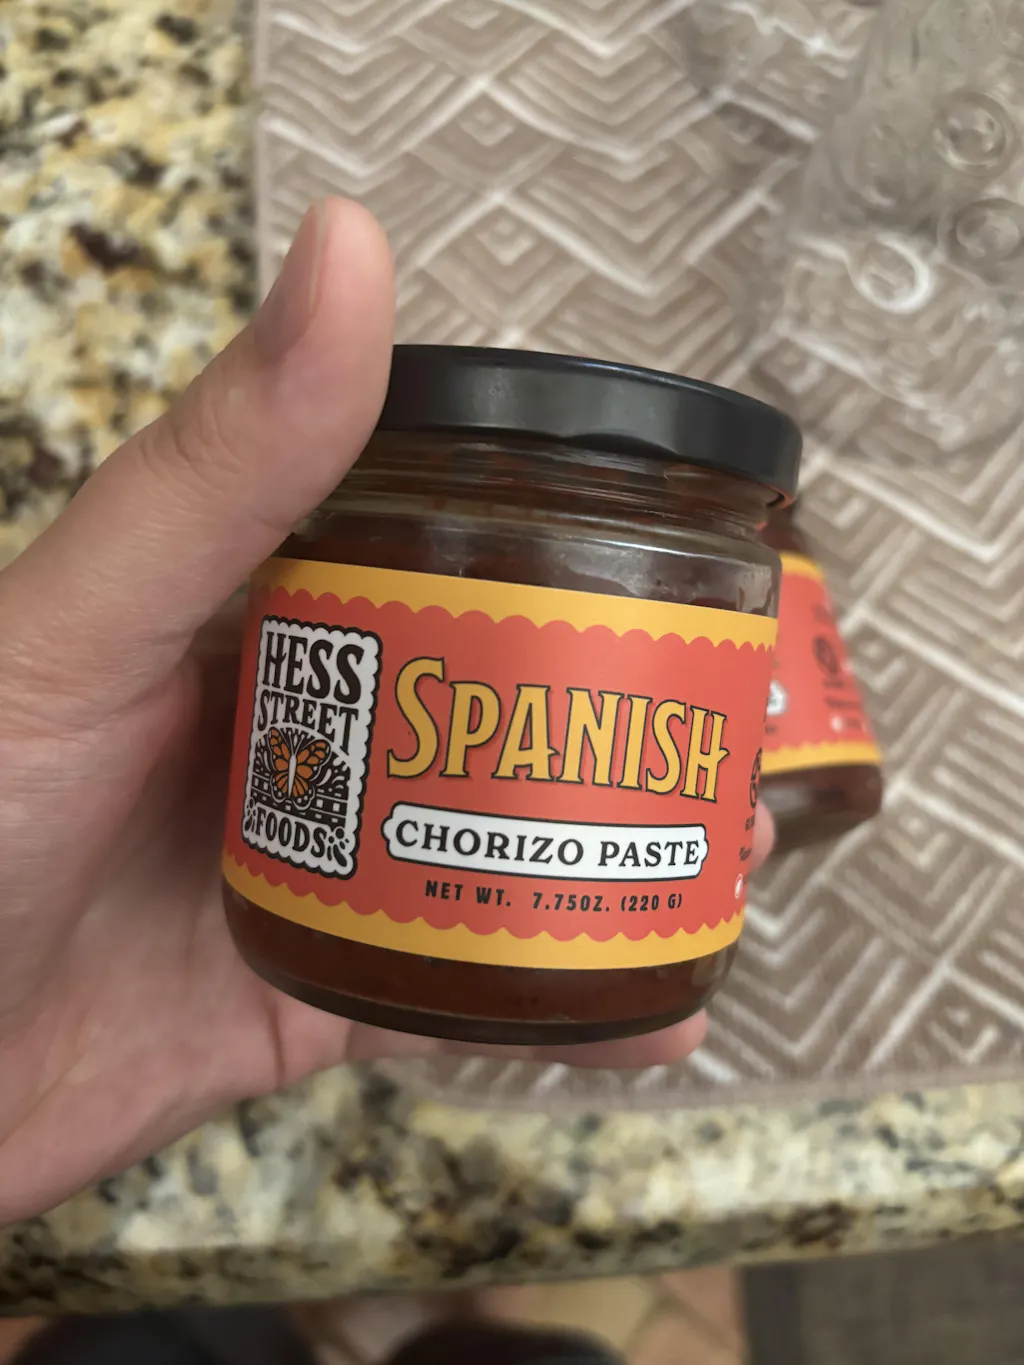 HESS
STREET
FOODS
SPANISH
CHORIZO PASTE
NET WT. 7.75OZ. (220 G)